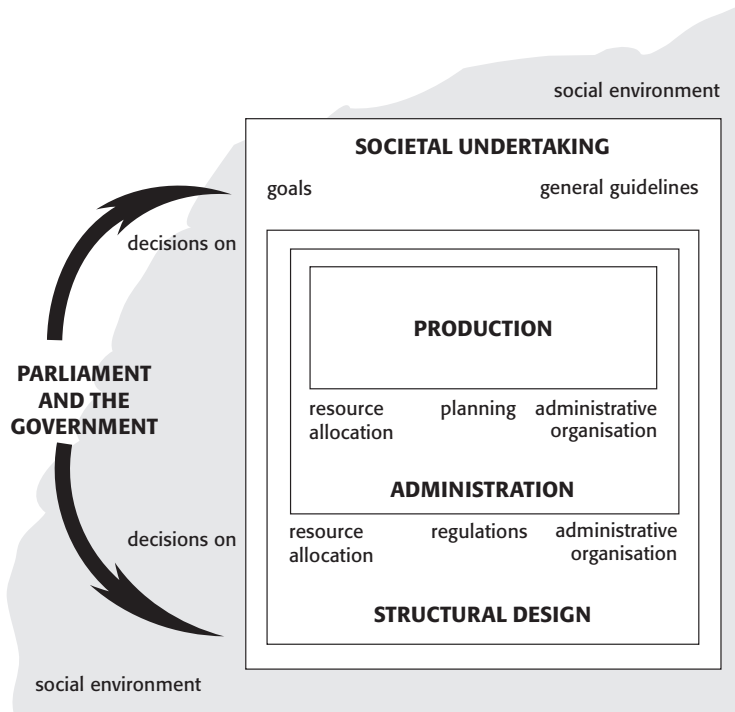 social environment
SOCIETAL UNDERTAKING
goals
general guidelines
decisions on
PRODUCTION
PARLIAMENT
AND THE
GOVERNMENT
resource
allocation
planning
administrative
organisation
ADMINISTRATION
decisions on
resource
allocation
regulations
administrative
organisation
STRUCTURAL DESIGN
social environment